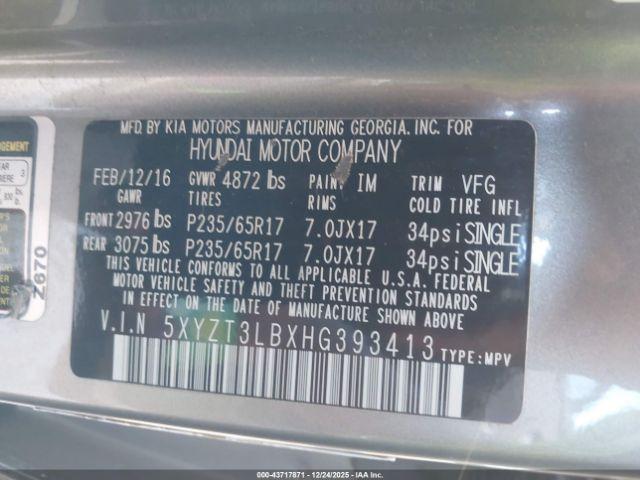 MFD. BY KIA MOTORS MANUFACTURING GEORGIA. INC. FOR
HYUNDAI MOTOR COMPANY
FEB/12/16 GVWR 4872 lbs PAINT IM TRIM VFG
GAWR TIRES RIMS COLD TIRE INFL
FRONT 2976 lbs P235/65R17 7.0JX17 34psi SINGLE
REAR 3075 lbs P235/65R17 7.0JX17 34psi SINGLE
THIS VEHICLE CONFORMS TO ALL APPLICABLE U.S.A. FEDERAL
MOTOR VEHICLE SAFETY AND THEFT PREVENTION STANDARDS
IN EFFECT ON THE DATE OF MANUFACTURE SHOWN ABOVE.
V.I.N 5XYZT3LBXHG393413 TYPE:MPV
Z670
000-43717871 - 12/24/2025 - IAAI.COM